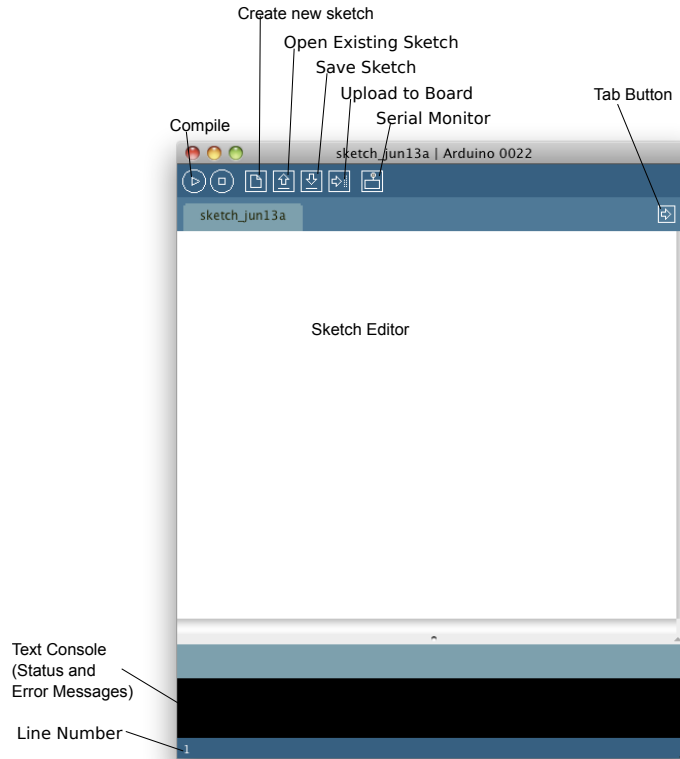 Create new sketch
Open Existing Sketch
Save Sketch
Upload to Board
Tab Button
Serial Monitor
Compile
sketch_jun13a | Arduino 0022
sketch_jun13a
Sketch Editor
Text Console
(Status and
Error Messages)
Line Number
1